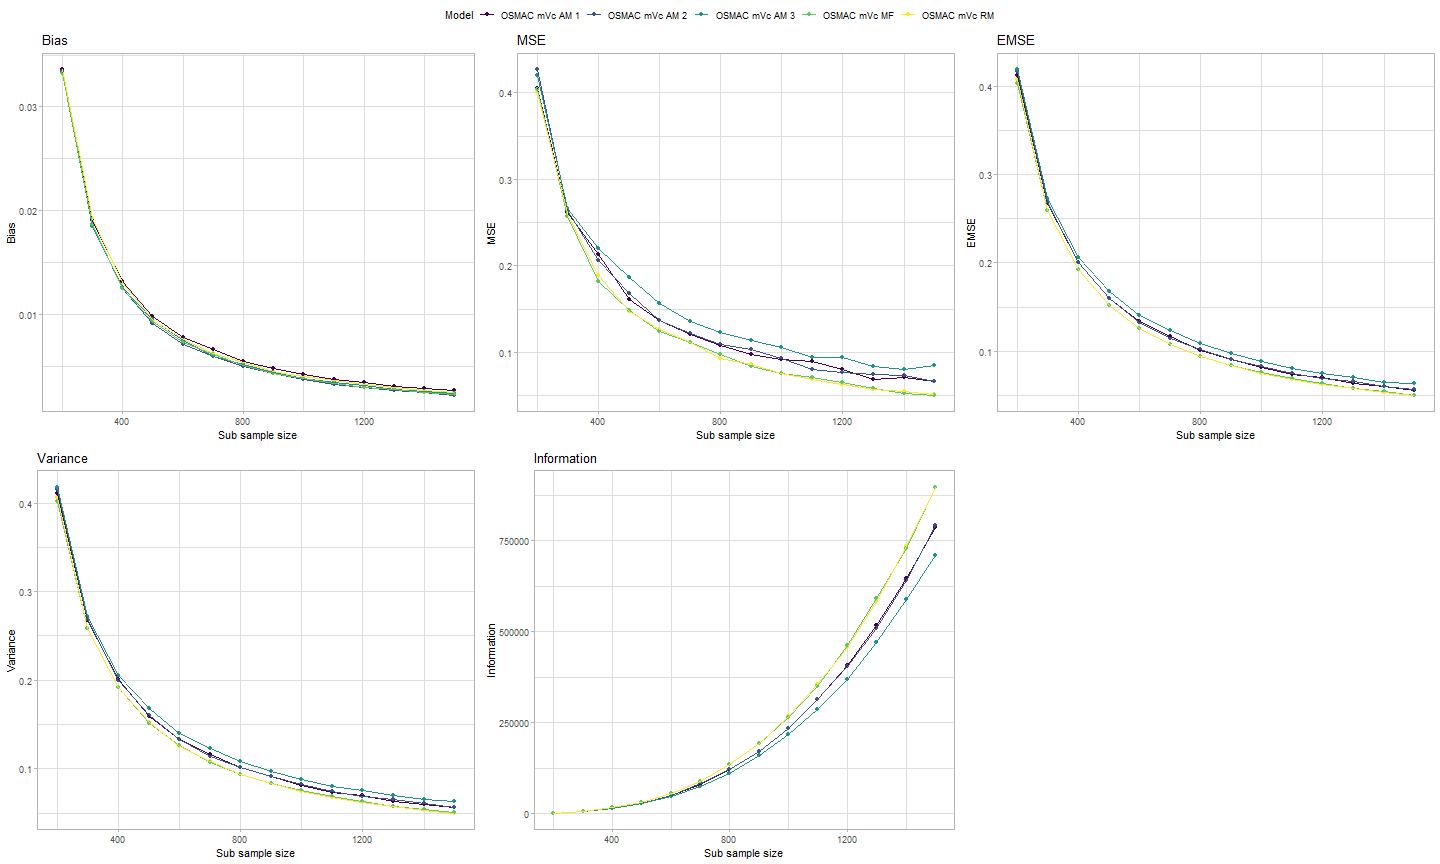 Model OSMAC mVc AM 1 OSMAC mVc AM 2 OSMAC mVc AM 3 OSMAC mVc MF OSMAC mVc RM
Bias
0.03
0.02
0.01
Bias
400 800 1200
Sub sample size
MSE
0.4
0.3
0.2
0.1
MSE
400 800 1200
Sub sample size
EMSE
0.4
0.3
0.2
0.1
EMSE
400 800 1200
Sub sample size
Variance
0.4
0.3
0.2
0.1
Variance
400 800 1200
Sub sample size
Information
750000
500000
250000
0
Information
400 800 1200
Sub sample size